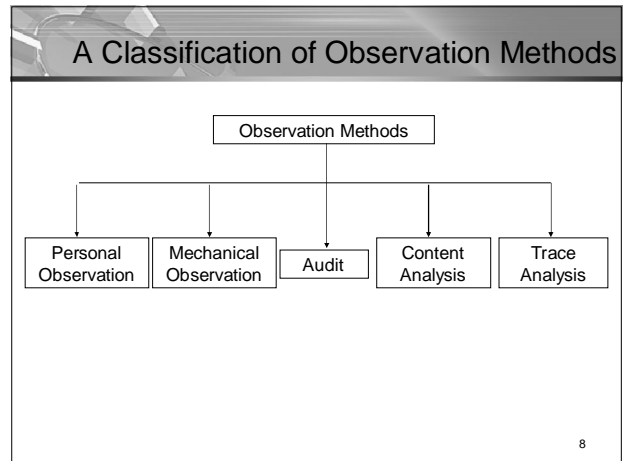 A Classification of Observation Methods
Observation Methods
Personal
Observation
Mechanical
Observation
Audit
Content
Analysis
Trace
Analysis
8